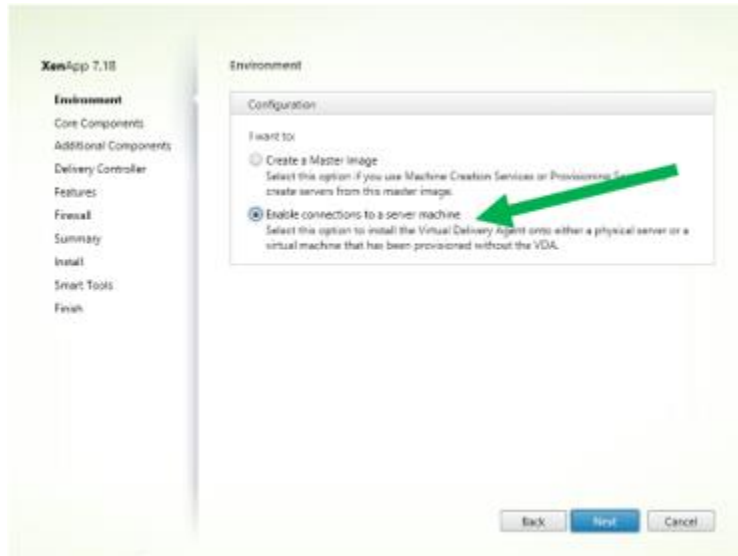 XenApp 7.18
Environment
Core Components
Additional Components
Delivery Controller
Features
Firewall
Summary
Install
Smart Tools
Finish
Environment
Configuration
I want to:
Create a Master Image
Select this option if you use Machine Creation Services or Provisioning
create servers from this master image.
Enable connections to a server machine
Select this option to install the Virtual Delivery Agent onto either a physical server or a
virtual machine that has been provisioned without the VDA.
Back Next Cancel